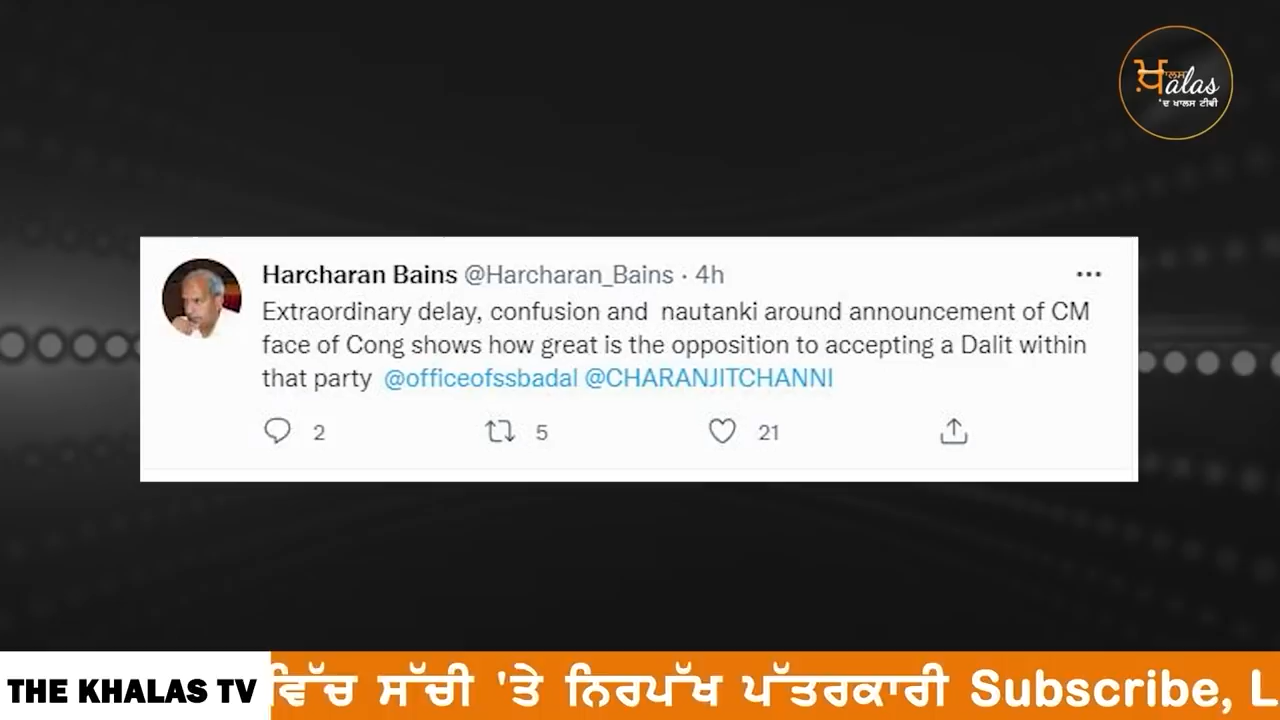 ਖ਼ਾਲਸ
alas
'ਦ ਖਾਲਸ ਟੀਵੀ
Harcharan Bains @Harcharan_Bains · 4h
Extraordinary delay, confusion and nautanki around announcement of CM
face of Cong shows how great is the opposition to accepting a Dalit within
that party @officeofssbadal @CHARANJITCHANNI
2 5 21
THE KHALAS TV ਵਿੱਚ ਸੱਚੀ 'ਤੇ ਨਿਰਪੱਖ ਪੱਤਰਕਾਰੀ Subscribe, L